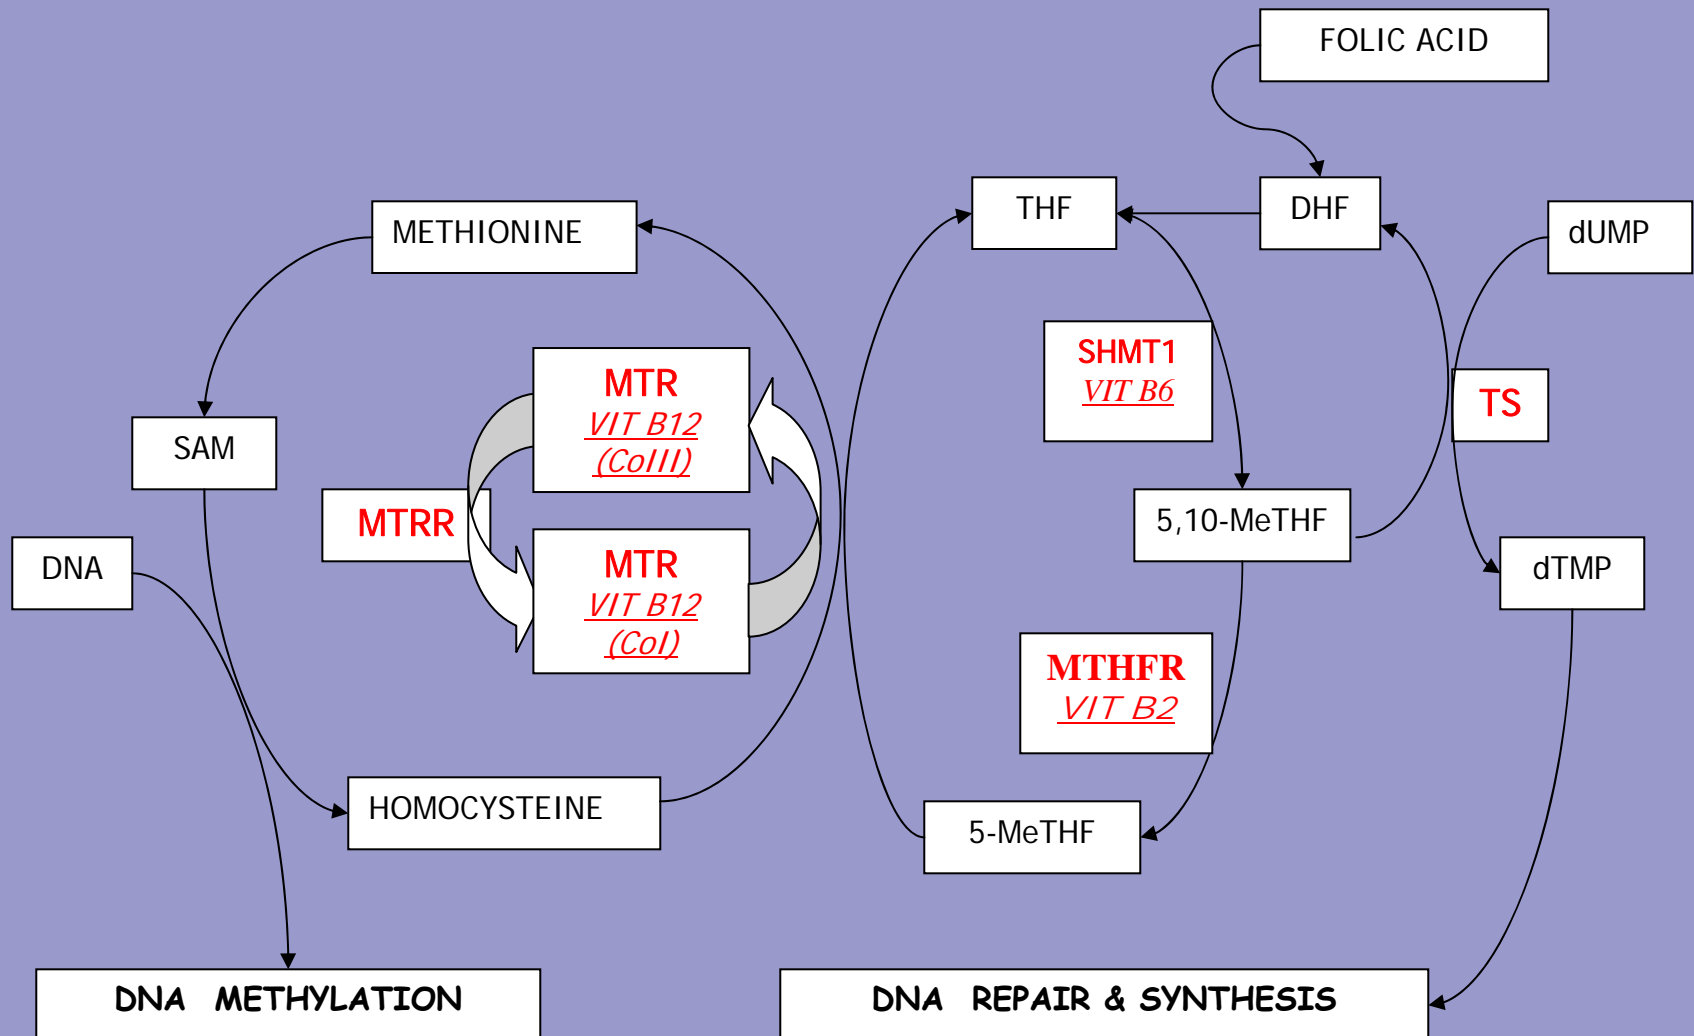 FOLIC ACID
THF
DHF
METHIONINE
dUMP
SHMT1
VIT B6
MTR
VIT B12
(CoIII)
TS
SAM
MTRR
5,10-MeTHF
DNA
MTR
VIT B12
(CoI)
dTMP
MTHFR
VIT B2
HOMOCYSTEINE
5-MeTHF
DNA METHYLATION
DNA REPAIR & SYNTHESIS